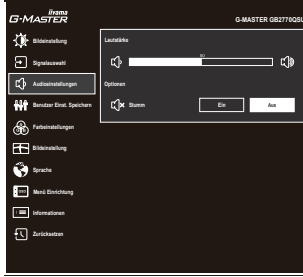 iiyama
G-MASTER
G-MASTER GB2770QSU
Bildeinstellung
Signalauswahl
Audioeinstellungen
Benutzer Einst. Speichern
Farbeinstellungen
Bildeinstellung
Sprache
OSD
Menü Einrichtung
Informationen
Zurücksetzen
Lautstärke
50
Optionen
Stumm
Ein
Aus